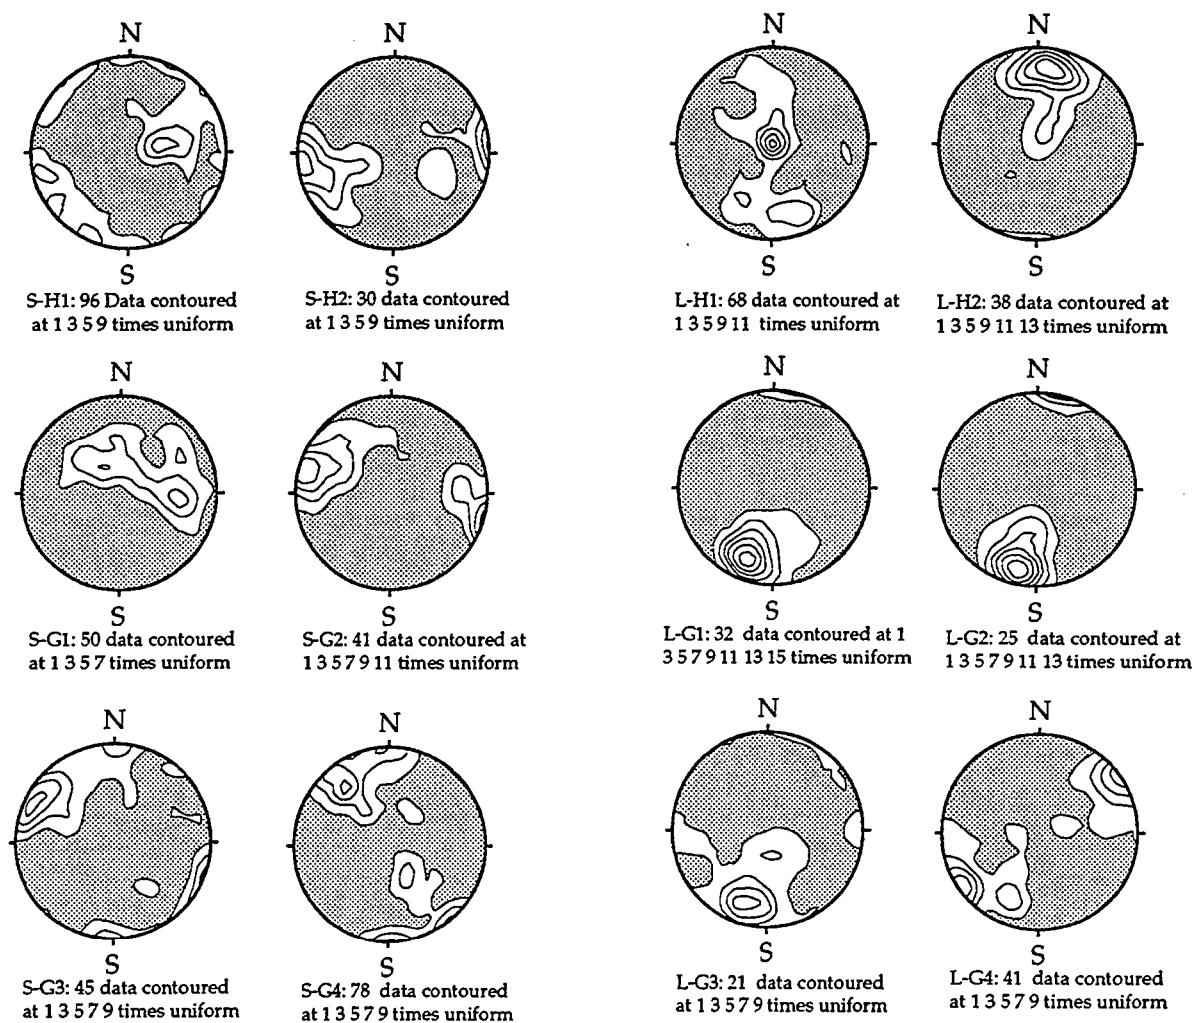 N
N
N
N
S
S
S
S
S-H1: 96 Data contoured
at 1 3 5 9 times uniform
S-H2: 30 data contoured
at 1 3 5 9 times uniform
L-H1: 68 data contoured at
1 3 5 9 11 times uniform
L-H2: 38 data contoured at
1 3 5 9 11 13 times uniform
N
N
N
N
S
S
S
S
S-G1: 50 data contoured
at 1 3 5 7 times uniform
S-G2: 41 data contoured at
1 3 5 7 9 11 times uniform
L-G1: 32 data contoured at 1
3 5 7 9 11 13 15 times uniform
L-G2: 25 data contoured at
1 3 5 7 9 11 13 times uniform
N
N
N
N
S
S
S
S
S-G3: 45 data contoured
at 1 3 5 7 9 times uniform
S-G4: 78 data contoured
at 1 3 5 7 9 times uniform
L-G3: 21 data contoured
at 1 3 5 7 9 times uniform
L-G4: 41 data contoured
at 1 3 5 7 9 times uniform